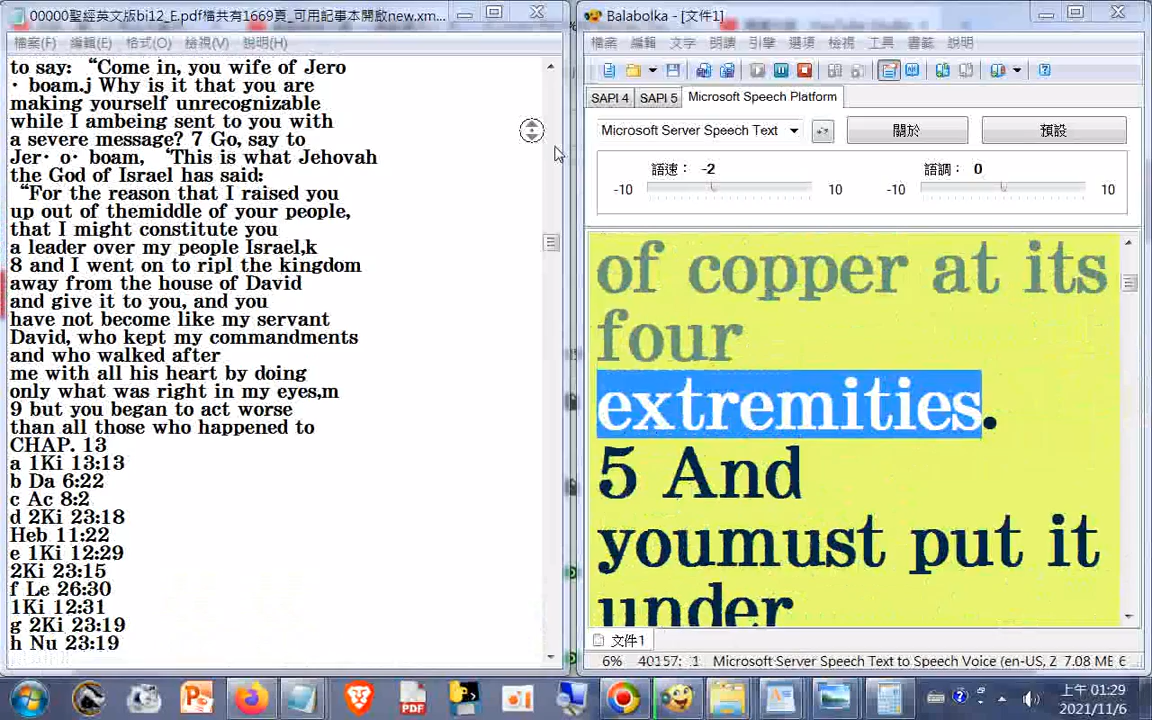 00000聖經英文版bi12_E.pdf檔共有1669頁_可用記事本開啟new.xm...
檔案(F) 編輯(E) 格式(O) 檢視(V) 說明(H)
to say: “Come in, you wife of Jero
· boam.j Why is it that you are
making yourself unrecognizable
while I ambeing sent to you with
a severe message? 7 Go, say to
Jer· o· boam, ‘This is what Jehovah
the God of Israel has said:
“For the reason that I raised you
up out of themiddle of your people,
that I might constitute you
a leader over my people Israel,k
8 and I went on to ripl the kingdom
away from the house of David
and give it to you, and you
have not become like my servant
David, who kept my commandments
and who walked after
me with all his heart by doing
only what was right in my eyes,m
9 but you began to act worse
than all those who happened to
CHAP. 13
a 1Ki 13:13
b Da 6:22
c Ac 8:2
d 2Ki 23:18
Heb 11:22
e 1Ki 12:29
2Ki 23:15
f Le 26:30
1Ki 12:31
g 2Ki 23:19
h Nu 23:19
Balabolka - [文件1]
檔案 編輯 文字 朗讀 引擎 選項 檢視 工具 書籤 說明
SAPI 4 SAPI 5 Microsoft Speech Platform
Microsoft Server Speech Text 關於 預設
語速: -2 語調: 0
-10 10 -10 10
of copper at its
four
extremities.
5 And
youmust put it
under
文件1
6% 40157: 1 Microsoft Server Speech Text to Speech Voice (en-US, Z 7.08 MB 6
PDF
上午 01:29
2021/11/6